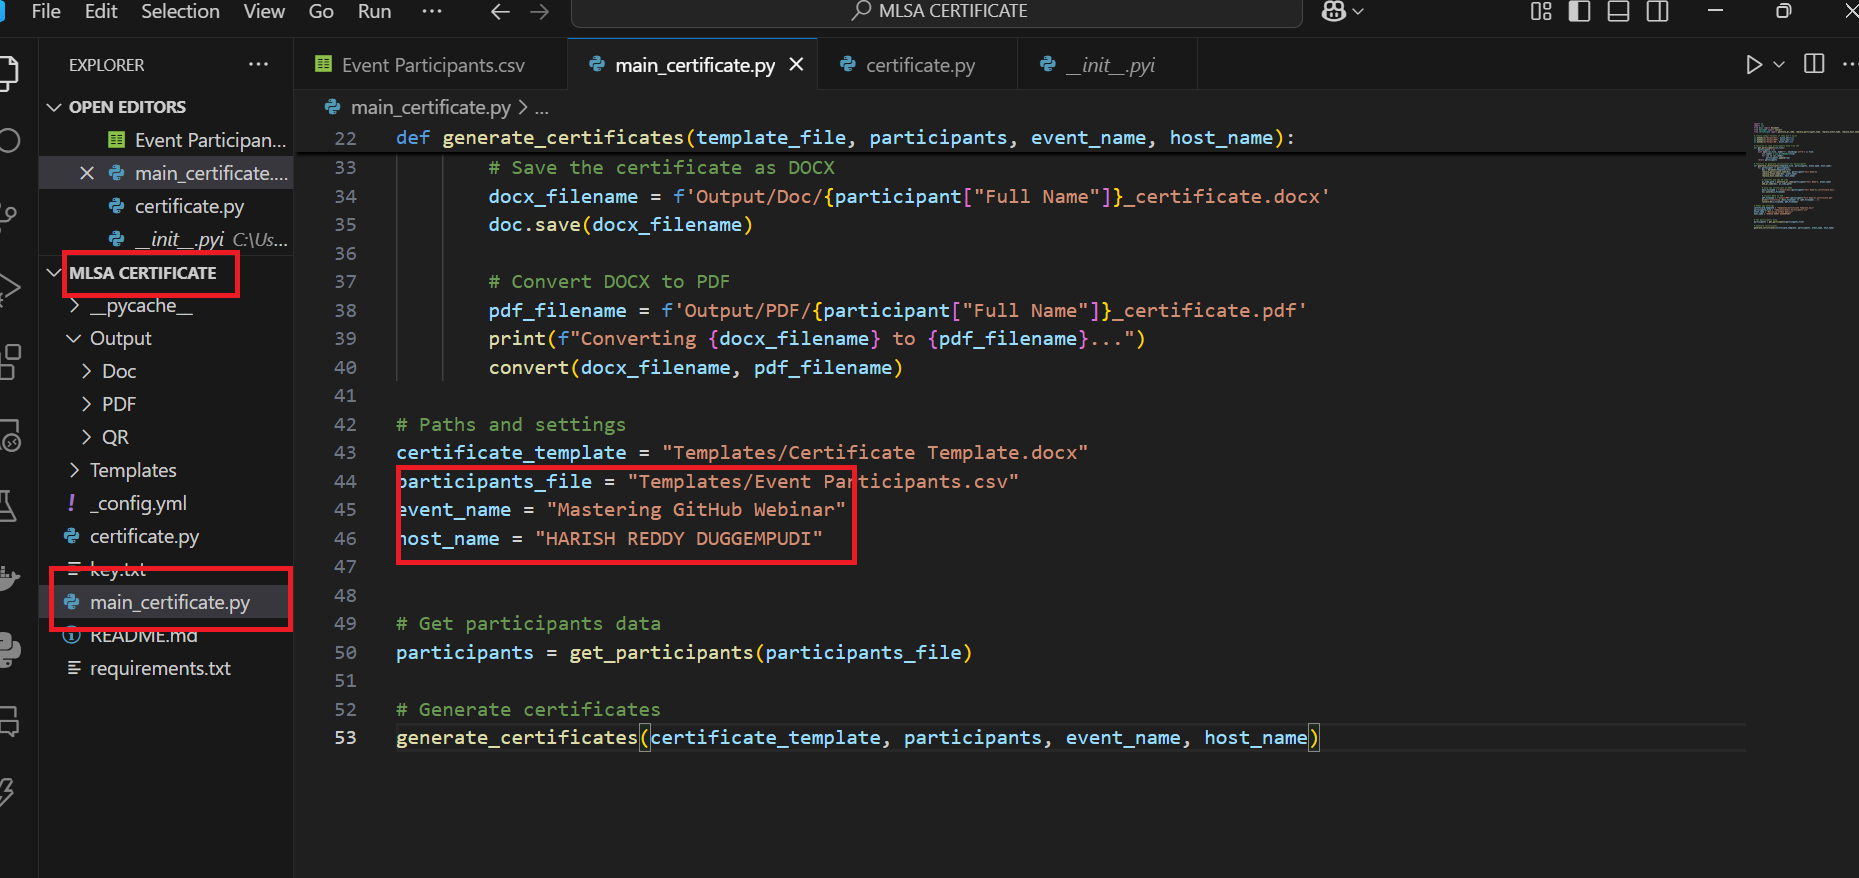 File Edit Selection View Go Run ··· MLSA CERTIFICATE
EXPLORER ···
OPEN EDITORS
Event Participan...
main_certificate....
certificate.py
__init__.pyi C:\Us...
MLSA CERTIFICATE
__pycache__
Output
Doc
PDF
QR
Templates
_config.yml
certificate.py
key.txt
main_certificate.py
README.md
requirements.txt
Event Participants.csv main_certificate.py certificate.py __init__.pyi
main_certificate.py > ...
22 def generate_certificates(template_file, participants, event_name, host_name):
33 # Save the certificate as DOCX
34 docx_filename = f'Output/Doc/{participant["Full Name"]}_certificate.docx'
35 doc.save(docx_filename)
36
37 # Convert DOCX to PDF
38 pdf_filename = f'Output/PDF/{participant["Full Name"]}_certificate.pdf'
39 print(f"Converting {docx_filename} to {pdf_filename}...")
40 convert(docx_filename, pdf_filename)
41
42 # Paths and settings
43 certificate_template = "Templates/Certificate Template.docx"
44 participants_file = "Templates/Event Participants.csv"
45 event_name = "Mastering GitHub Webinar"
46 host_name = "HARISH REDDY DUGGEMPUDI"
47
48
49 # Get participants data
50 participants = get_participants(participants_file)
51
52 # Generate certificates
53 generate_certificates(certificate_template, participants, event_name, host_name)